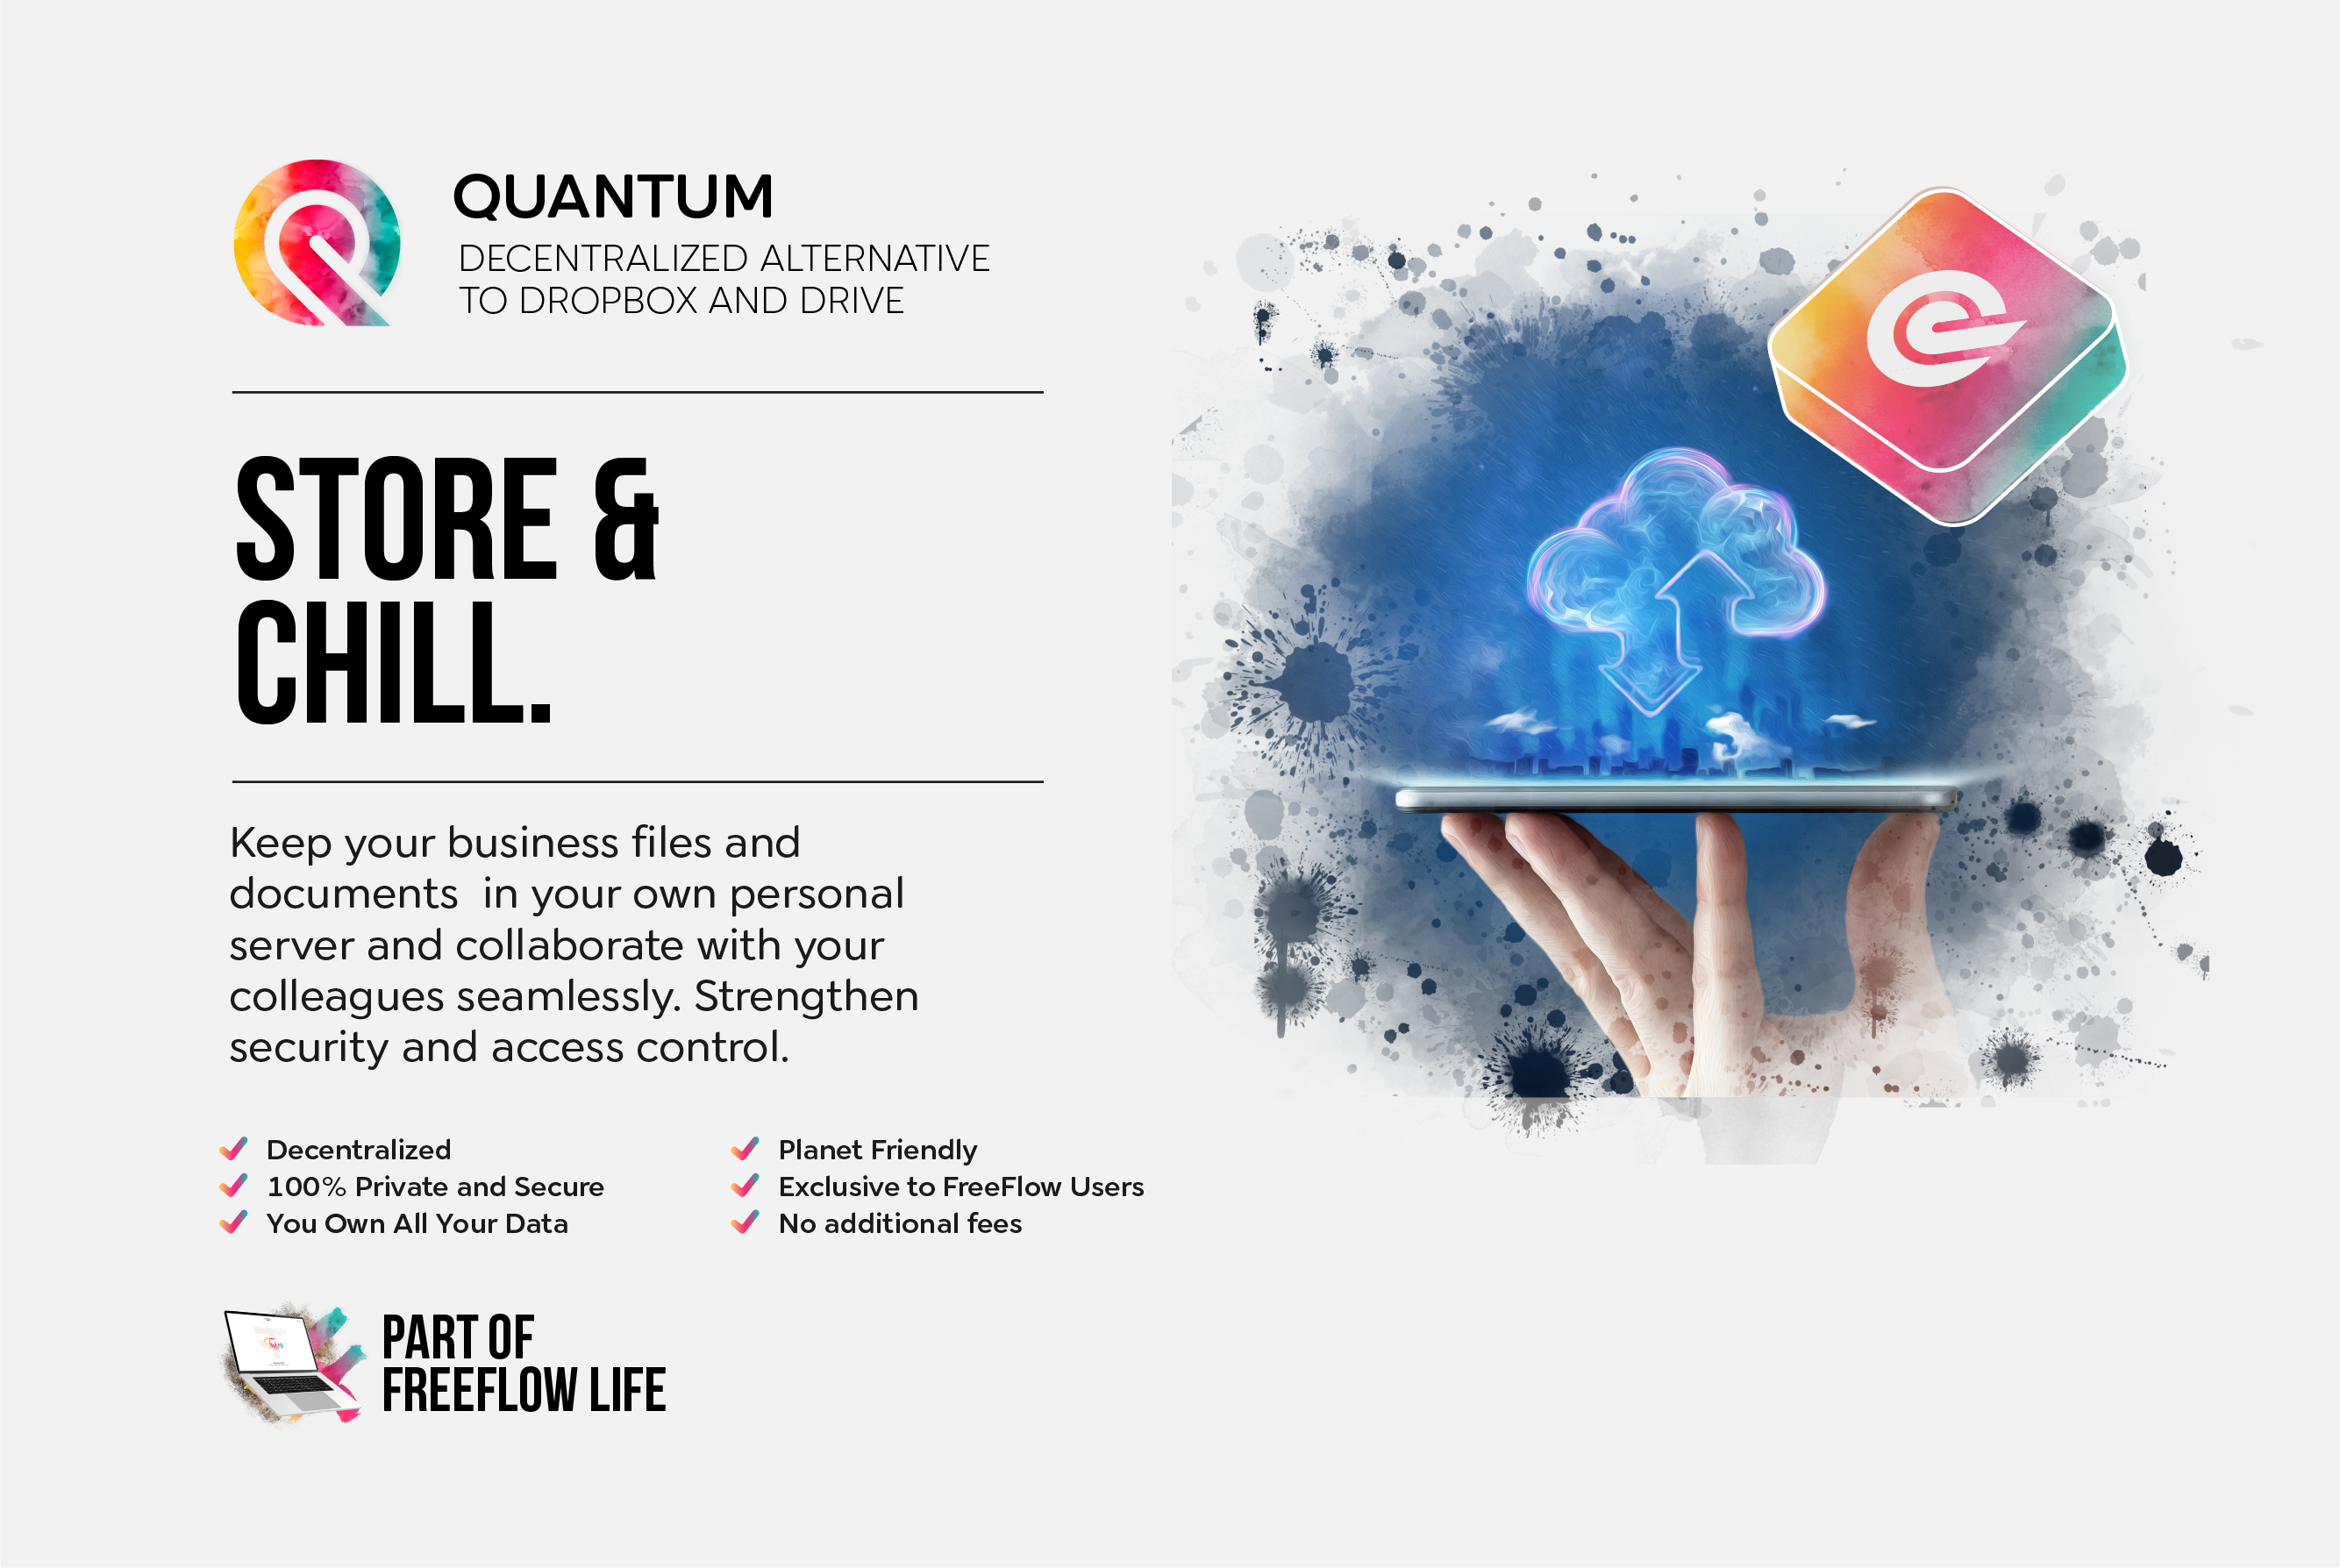 QUANTUM
DECENTRALIZED ALTERNATIVE
TO DROPBOX AND DRIVE
STORE &
CHILL.
Keep your business files and
documents  in your own personal
server and collaborate with your
colleagues seamlessly. Strengthen
security and access control.
Decentralized
100% Private and Secure
You Own All Your Data
Planet Friendly
Exclusive to FreeFlow Users
No additional fees
PART OF
FREEFLOW LIFE